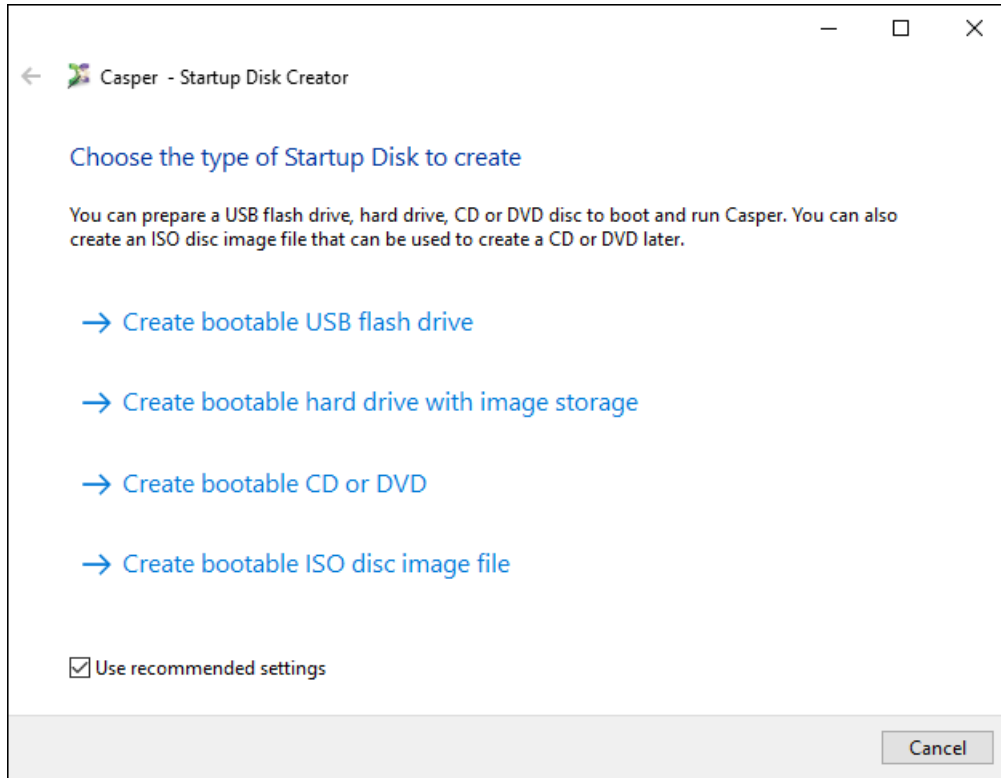 Casper - Startup Disk Creator
Choose the type of Startup Disk to create
You can prepare a USB flash drive, hard drive, CD or DVD disc to boot and run Casper. You can also
create an ISO disc image file that can be used to create a CD or DVD later.
Create bootable USB flash drive
Create bootable hard drive with image storage
Create bootable CD or DVD
Create bootable ISO disc image file
Use recommended settings
Cancel